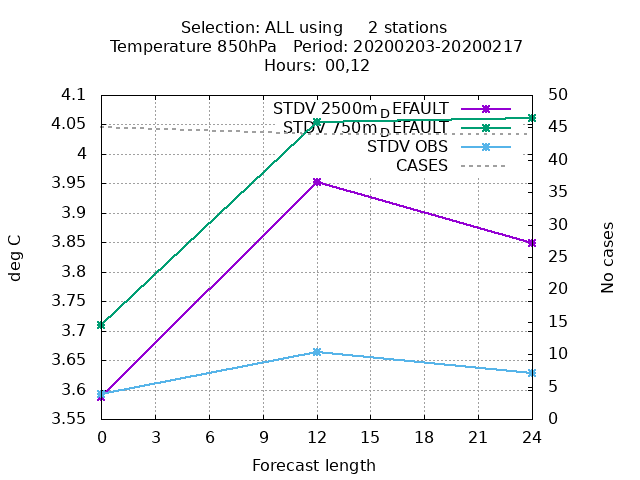 Selection: ALL using     2 stations
Temperature 850hPa   Period: 20200203-20200217
Hours: 00,12
4.1
4.05
4
3.95
3.9
3.85
3.8
3.75
3.7
3.65
3.6
3.55
50
45
40
35
30
25
20
15
10
5
0
STDV 2500m_DEFAULT
STDV 750m_DEFAULT
STDV OBS
CASES
deg C
No cases
0 3 6 9 12 15 18 21 24
Forecast length